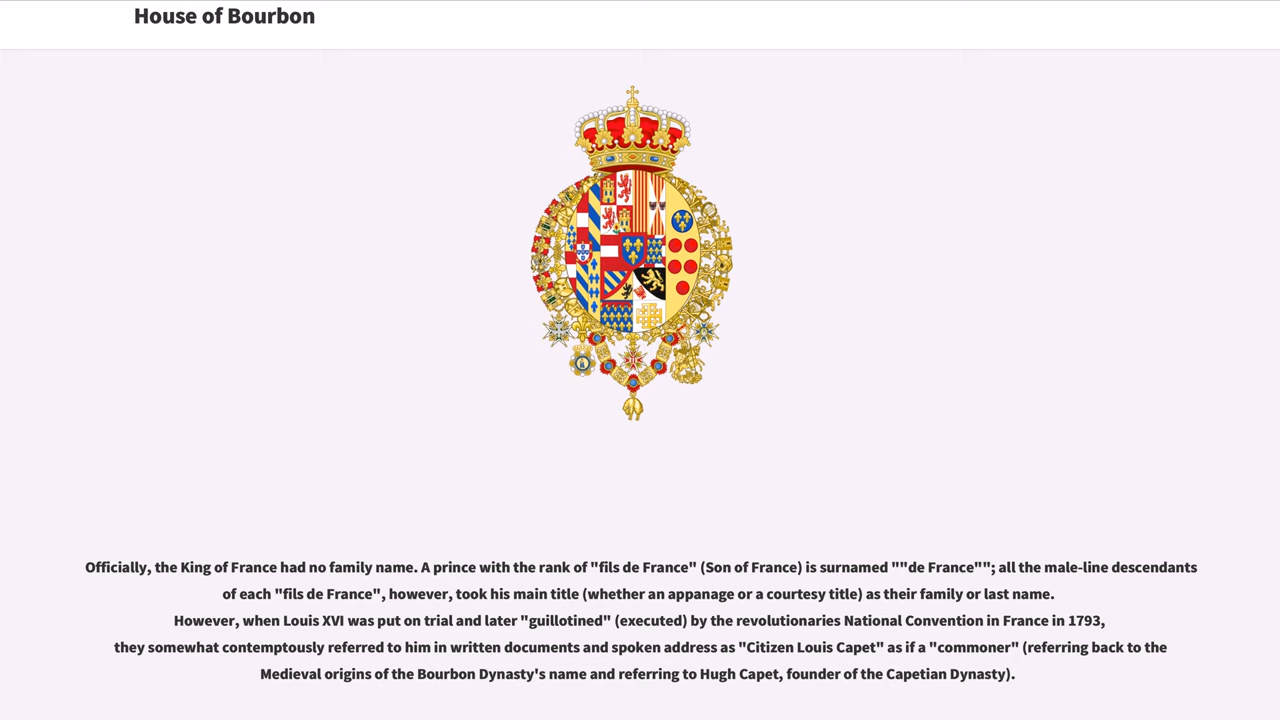 House of Bourbon
Officially, the King of France had no family name. A prince with the rank of "fils de France" (Son of France) is surnamed ""de France""; all the male-line descendants
of each "fils de France", however, took his main title (whether an appanage or a courtesy title) as their family or last name.
However, when Louis XVI was put on trial and later "guillotined" (executed) by the revolutionaries National Convention in France in 1793,
they somewhat contemptously referred to him in written documents and spoken address as "Citizen Louis Capet" as if a "commoner" (referring back to the
Medieval origins of the Bourbon Dynasty's name and referring to Hugh Capet, founder of the Capetian Dynasty).